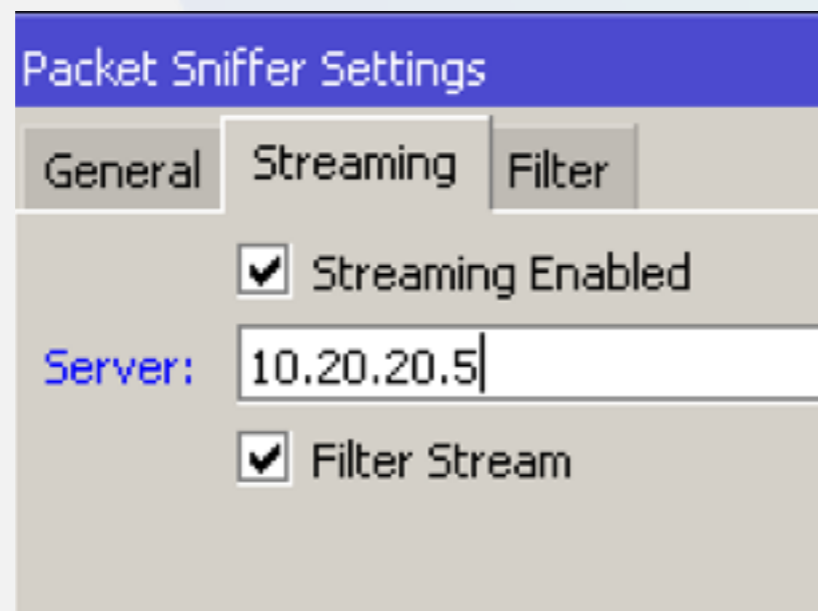 Packet Sniffer Settings
General Streaming Filter
Streaming Enabled
Server: 10.20.20.5
Filter Stream